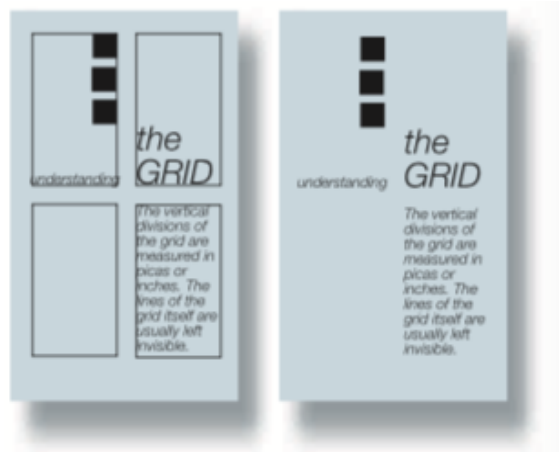 the
understanding GRID
The vertical
divisions of
the grid are
measured in
picas or
inches. The
lines of the
grid itself are
usually left
invisible.
the
understanding GRID
The vertical
divisions of
the grid are
measured in
picas or
inches. The
lines of the
grid itself are
usually left
invisible.